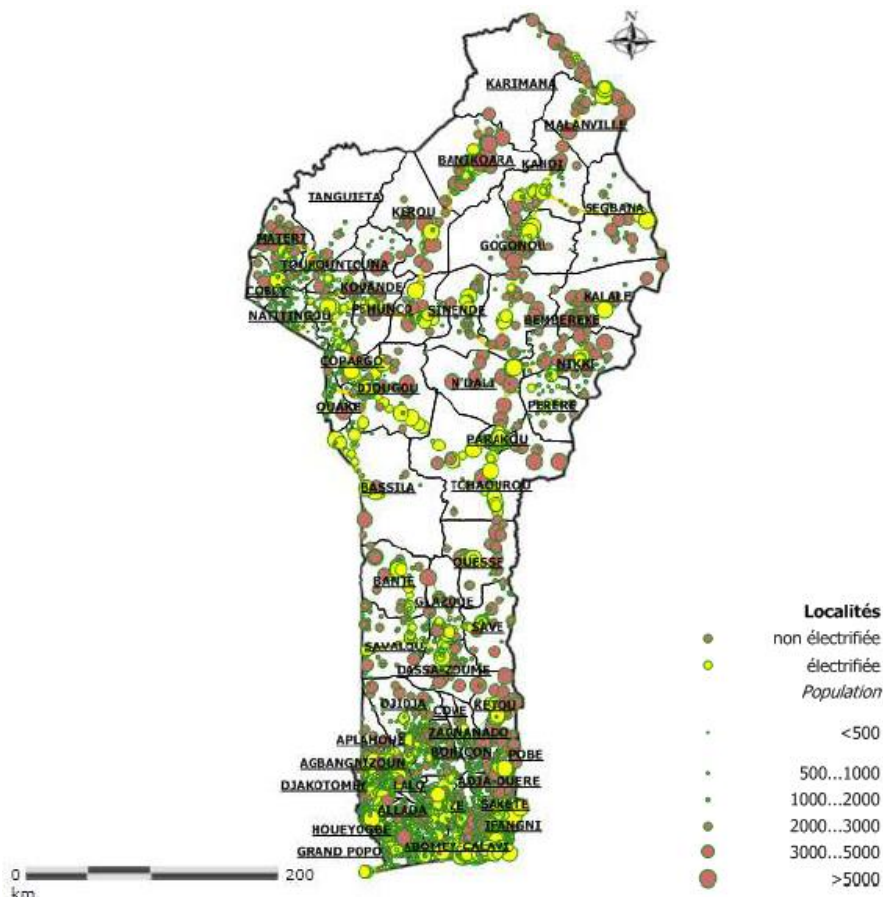 N
KARIMAMA
MALANVILLE
BANIKOARA
KANDI
TANGUIETA
KEROU
SEGBANA
MATERI
GOGONOU
TOUKOUNTOUNA
COBLY
KOUANDE
KALALE
NATITINGOU
PEHUNCO
SINENDE
BEMBEREKE
COPARGO
NIKKI
DJOUGOU
N'DALI
OUAKE
PERERE
PARAKOU
BASSILA
TCHAOUROU
OUESSE
BANTE
GLAZOUE
SAVE
SAVALOU
DASSA-ZOUME
DJIDJA
COVE
KETOU
ZAGNANADO
APLAHOUE
BOHICON
POBE
AGBANGNIZOUN
DJAKOTOMEY
LALO
ADJA-OUERE
ALLADA
ZE
SAKETE
HOUEYOGBE
IFANGNI
GRAND POPO
ABOMEY-CALAVI
0 200
km
Localités
non électrifiée
électrifiée
Population
<500
500...1000
1000...2000
2000...3000
3000...5000
>5000